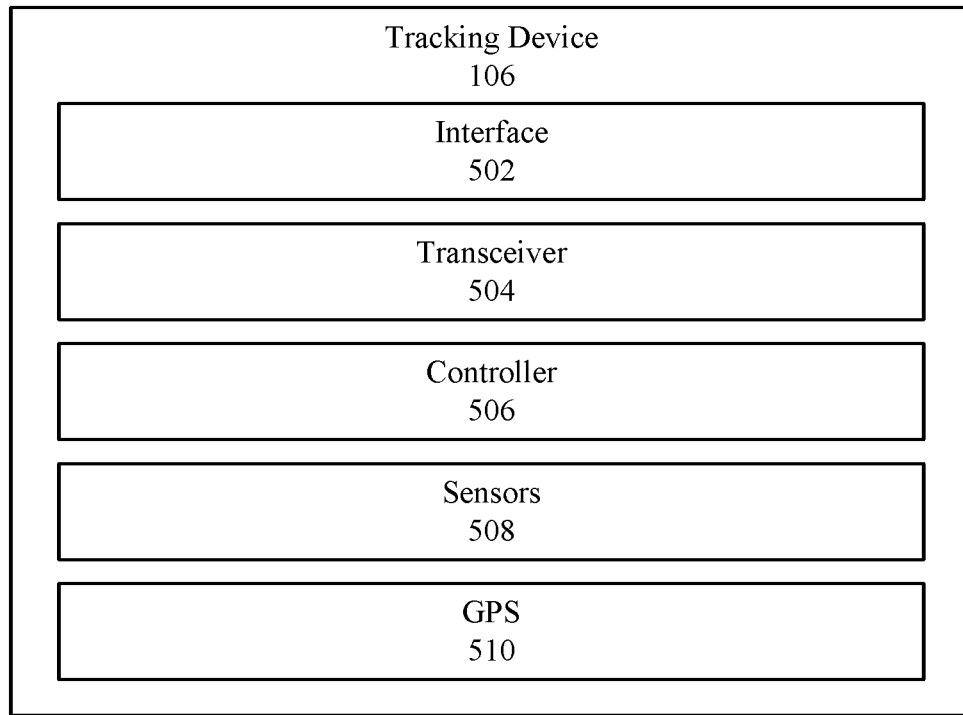 Tracking Device
106
Interface
502
Transceiver
504
Controller
506
Sensors
508
GPS
510